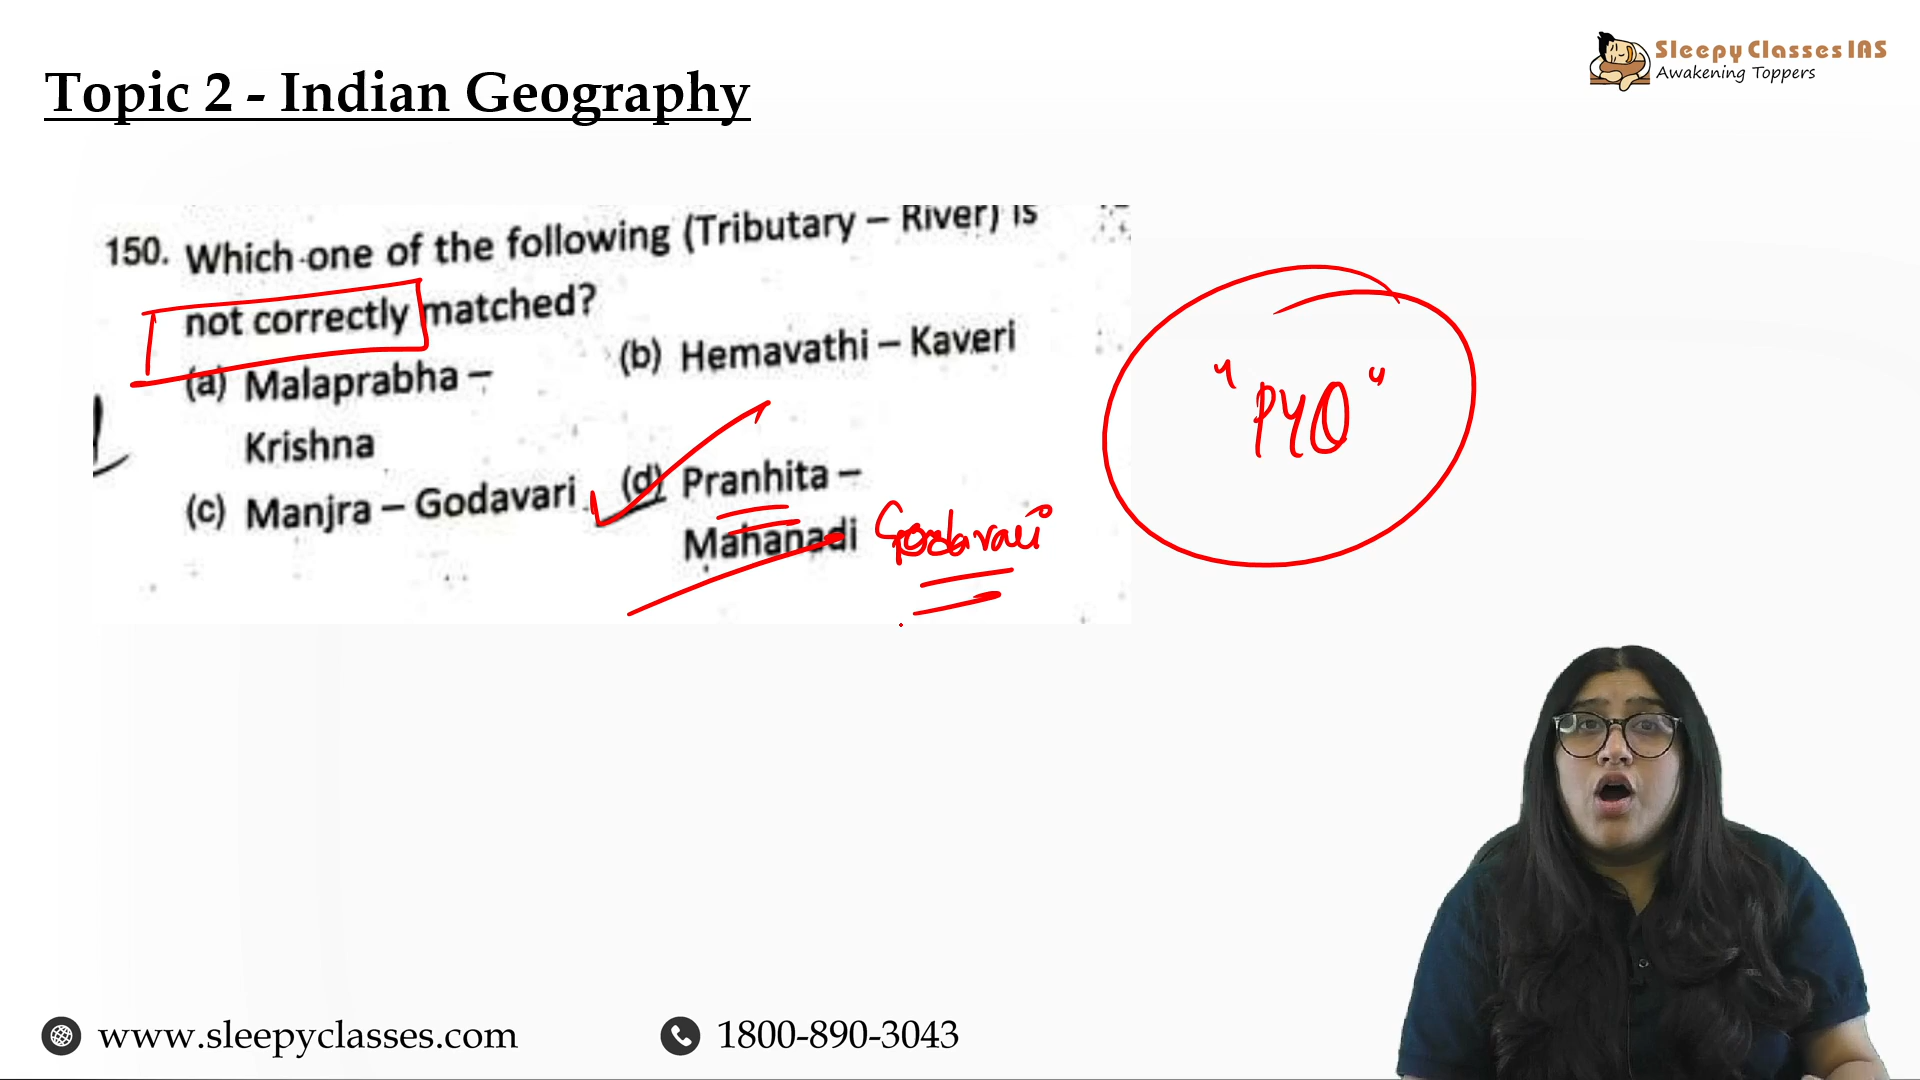 Sleepy Classes IAS
Awakening Toppers
Topic 2 - Indian Geography
150. Which one of the following (Tributary – River) is
not correctly matched?
(a) Malaprabha –
Krishna
(b) Hemavathi – Kaveri
(c) Manjra – Godavari
(d) Pranhita –
Mahanadi
Godavari
"PYQ"
www.sleepyclasses.com
1800-890-3043